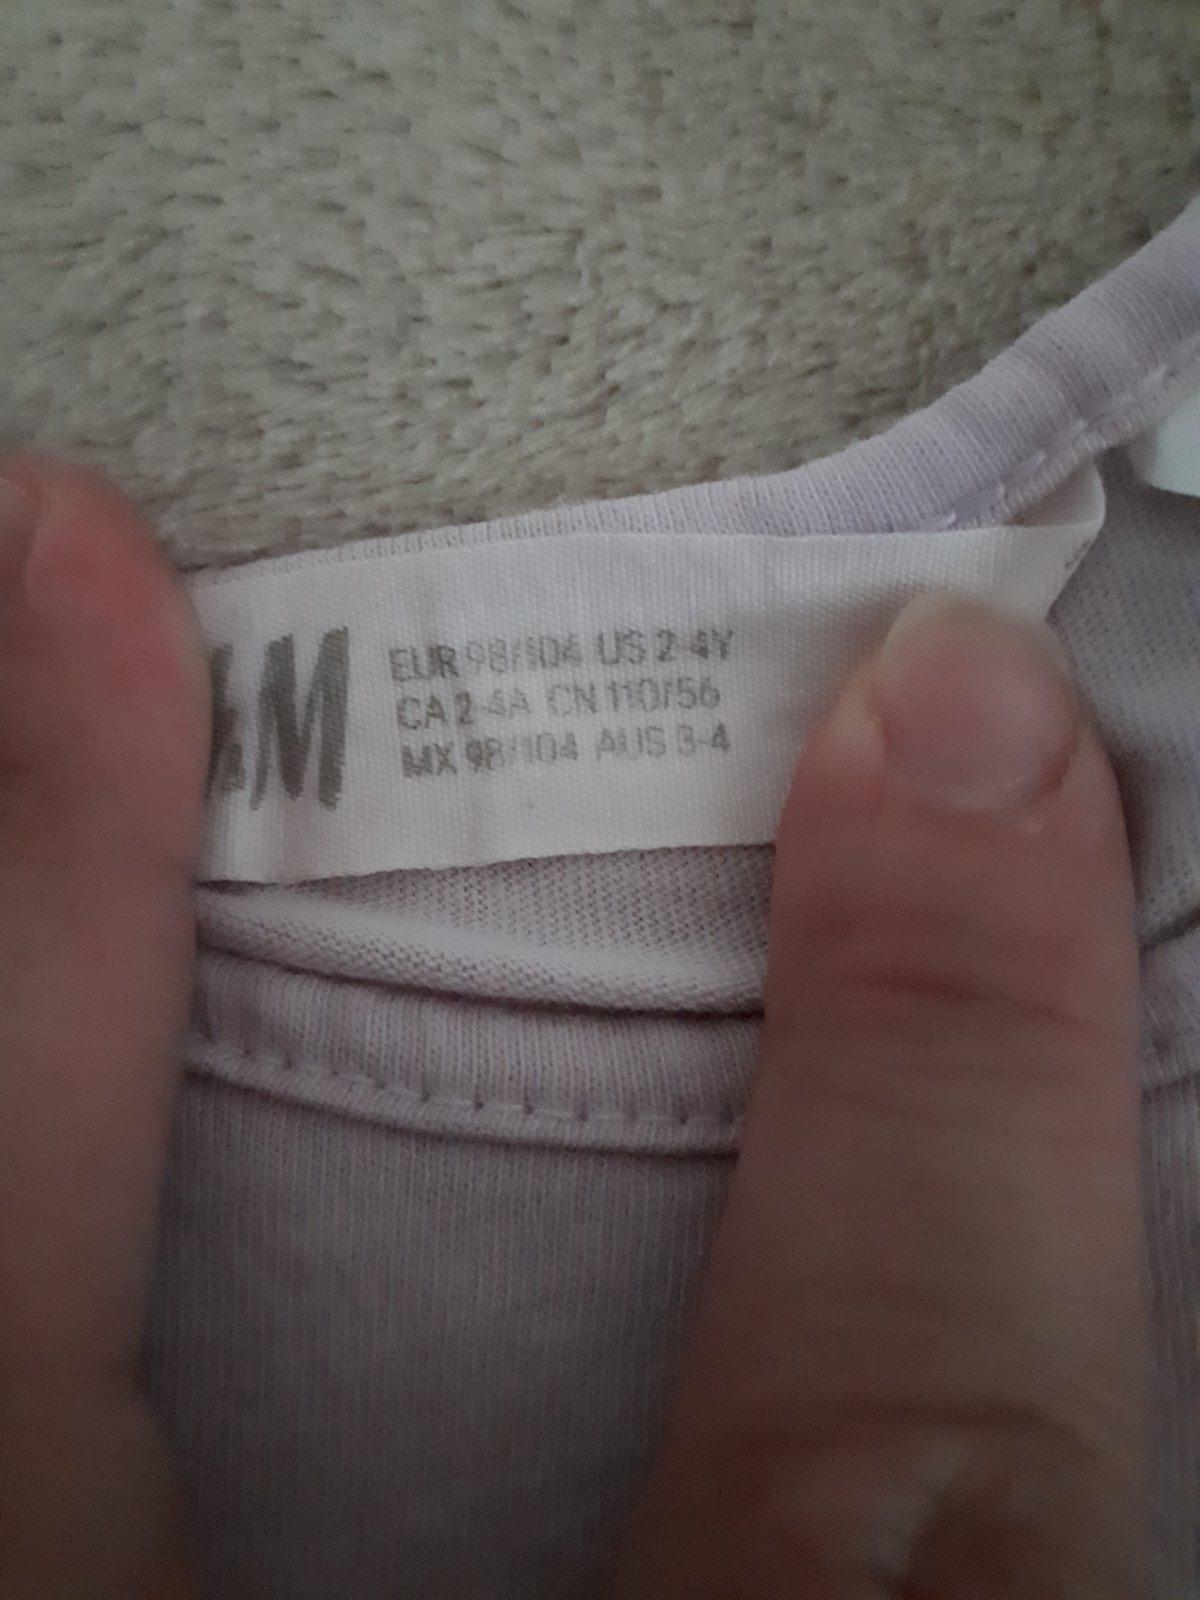 &M
EUR 98/104 US 2-4Y
CA 2-4A CN 110/56
MX 98/104 AUS 3-4